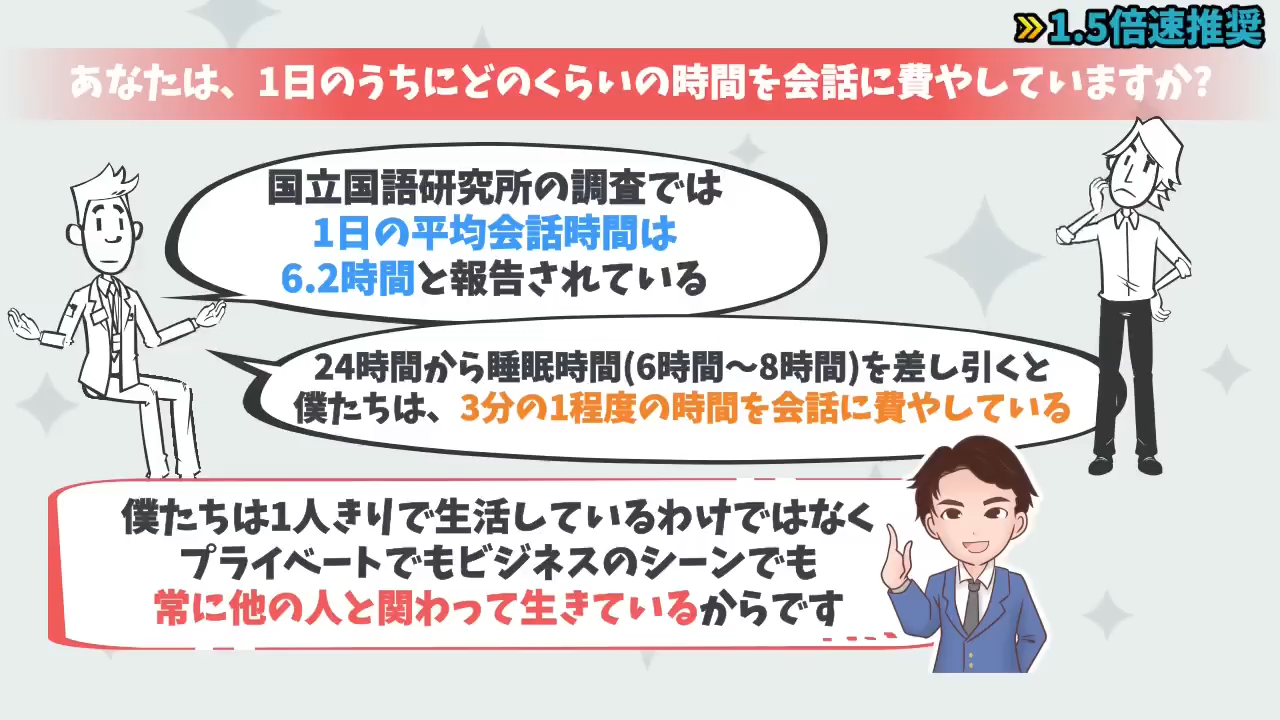 1.5倍速推奨
あなたは、1日のうちにどのくらいの時間を会話に費やしていますか?
国立国語研究所の調査では
1日の平均会話時間は
6.2時間と報告されている
24時間から睡眠時間(6時間〜8時間)を差し引くと
僕たちは、3分の1程度の時間を会話に費やしている
僕たちは1人きりで生活しているわけではなく
プライベートでもビジネスのシーンでも
常に他の人と関わって生きているからです